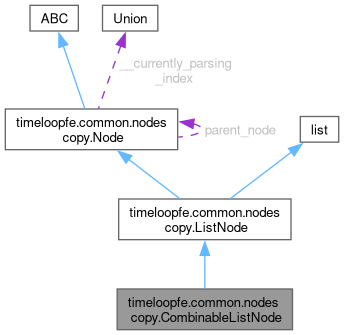 ABC
Union
__currently_parsing
_index
timeloopfe.common.nodes
copy.Node
parent_node
list
timeloopfe.common.nodes
copy.ListNode
timeloopfe.common.nodes
copy.CombinableListNode